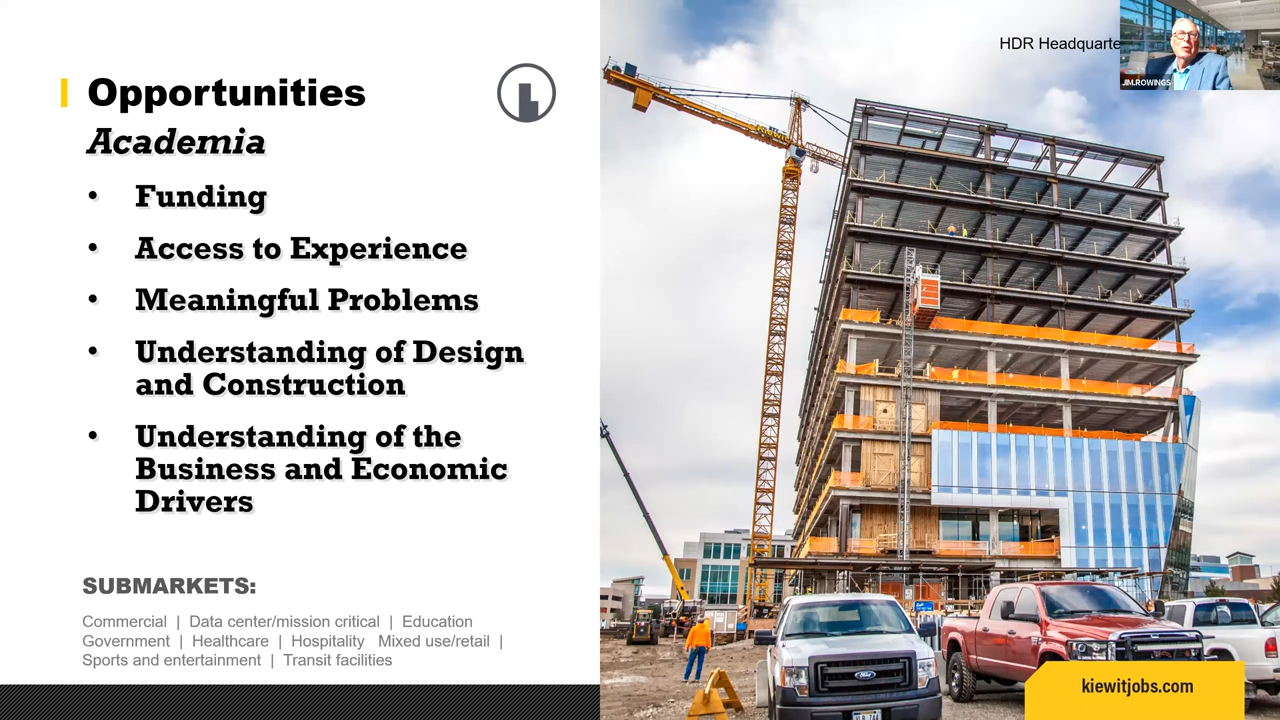 Opportunities
Academia
• Funding
• Access to Experience
• Meaningful Problems
• Understanding of Design
and Construction
• Understanding of the
Business and Economic
Drivers
SUBMARKETS:
Commercial | Data center/mission critical | Education
Government | Healthcare | Hospitality Mixed use/retail |
Sports and entertainment | Transit facilities
HDR Headquarte
JIM.ROWINGS
Ford
kiewitjobs.com